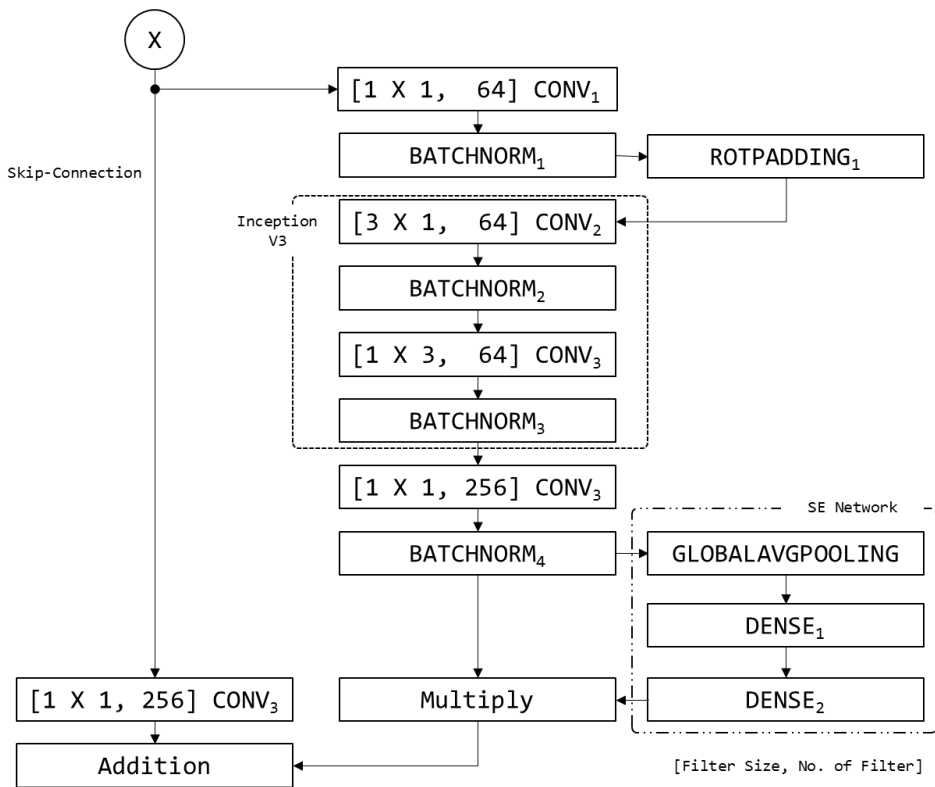 X
[1 X 1,  64] CONV₁
BATCHNORM₁
ROTPADDING₁
Skip-Connection
Inception
V3
[3 X 1,  64] CONV₂
BATCHNORM₂
[1 X 3,  64] CONV₃
BATCHNORM₃
[1 X 1, 256] CONV₃
SE Network
BATCHNORM₄
GLOBALAVGPOOLING
DENSE₁
[1 X 1, 256] CONV₃
Multiply
DENSE₂
Addition
[Filter Size, No. of Filter]